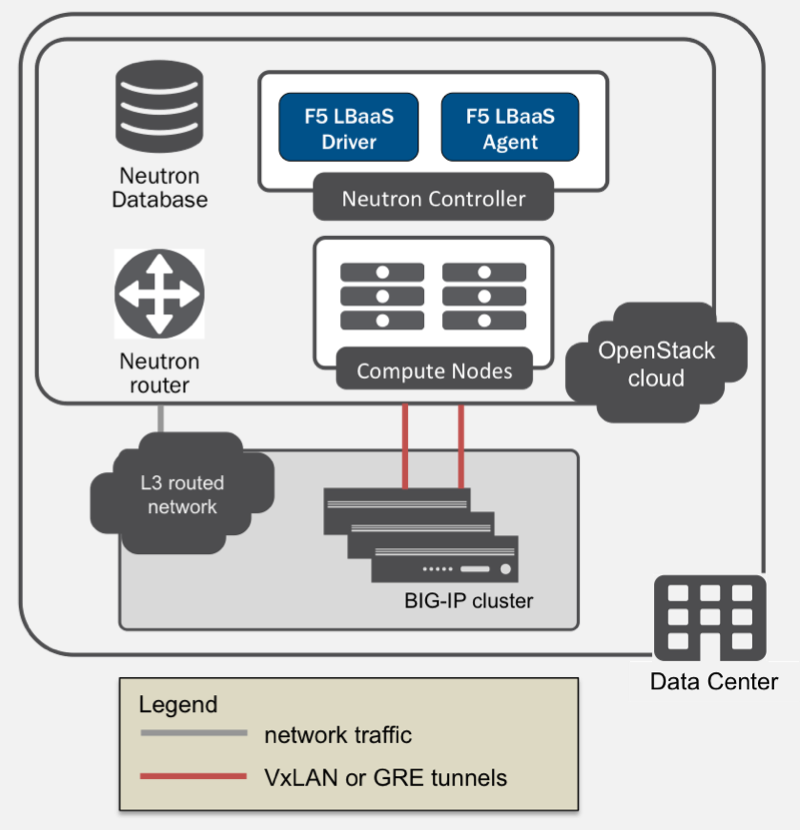 F5 LBaaS
Driver
F5 LBaaS
Agent
Neutron
Database
Neutron Controller
Neutron
router
Compute Nodes
OpenStack
cloud
L3 routed
network
BIG-IP cluster
Data Center
Legend
network traffic
VxLAN or GRE tunnels